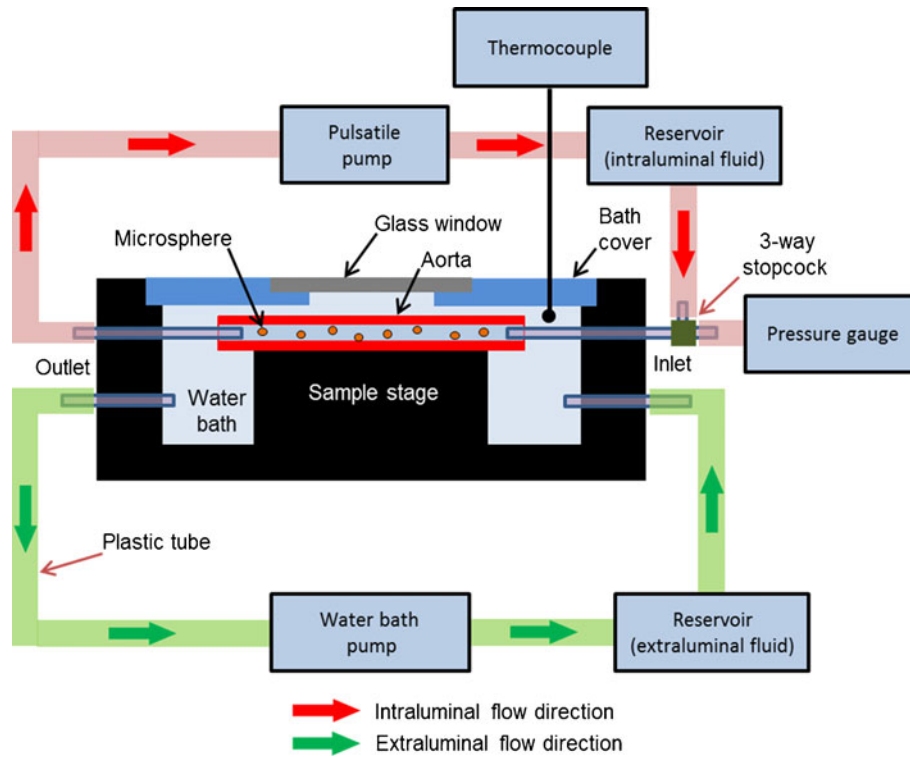 Thermocouple
Pulsatile
pump
Reservoir
(intraluminal fluid)
Glass window
Bath
cover
Microsphere
Aorta
3-way
stopcock
Pressure gauge
Outlet
Inlet
Water
bath
Sample stage
Plastic tube
Water bath
pump
Reservoir
(extraluminal fluid)
Intraluminal flow direction
Extraluminal flow direction